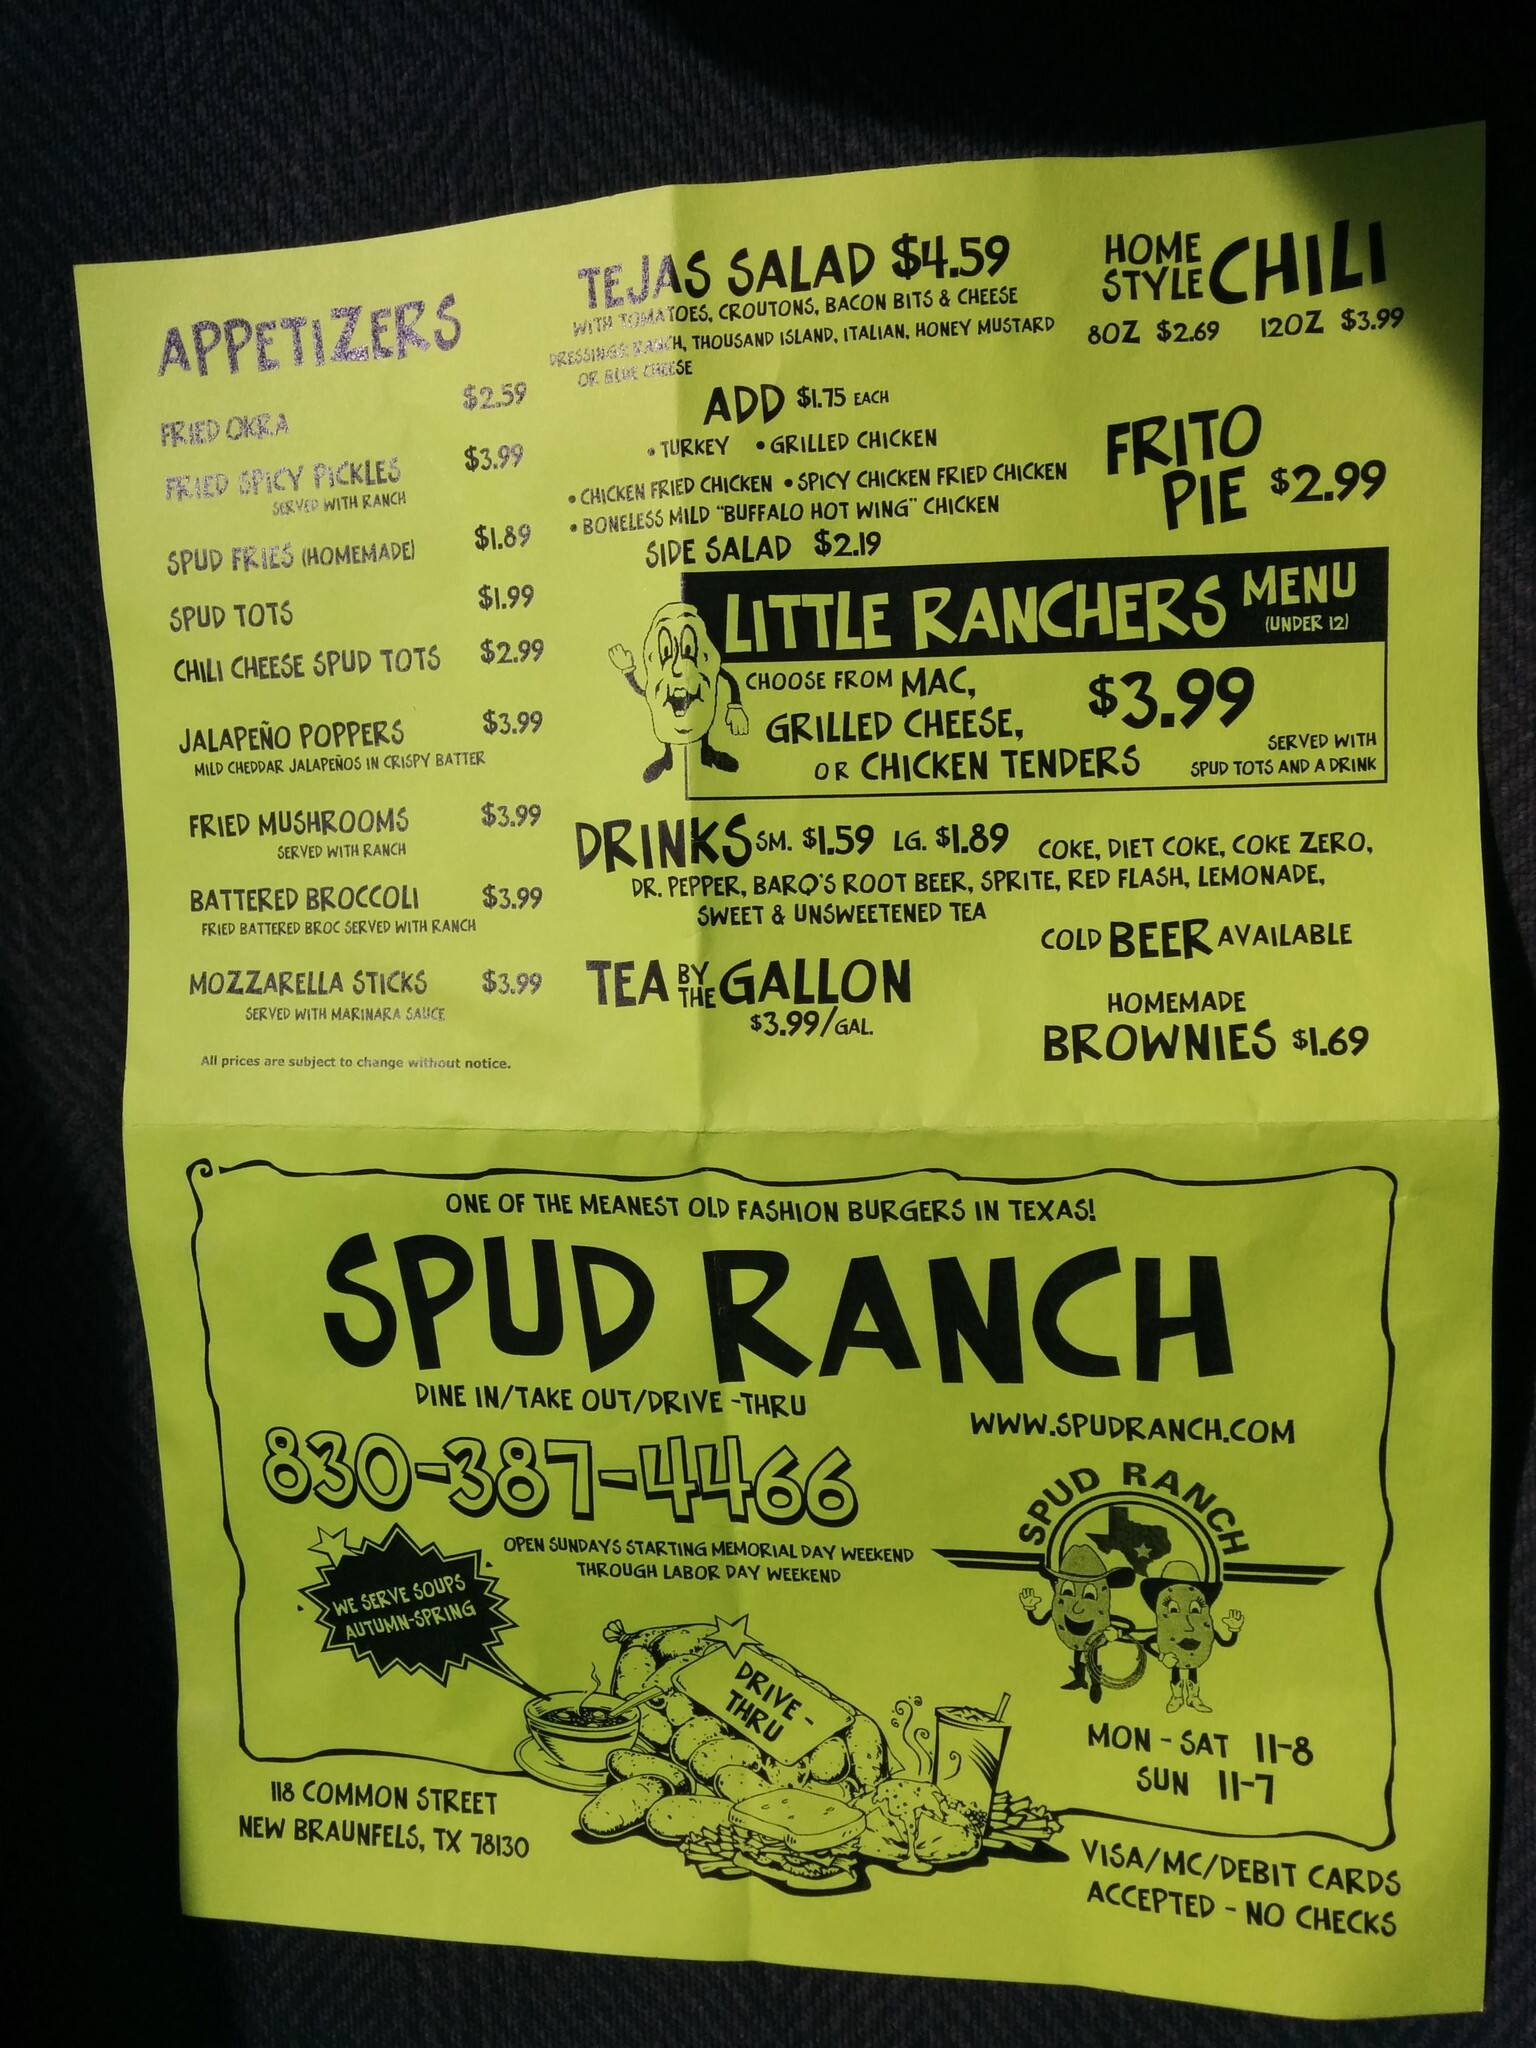 APPETIZERS
FRIED OKRA $2.59
FRIED SPICY PICKLES $3.99
SERVED WITH RANCH
SPUD FRIES (HOMEMADE) $1.89
SPUD TOTS $1.99
CHILI CHEESE SPUD TOTS $2.99
JALAPEÑO POPPERS $3.99
MILD CHEDDAR JALAPEÑOS IN CRISPY BATTER
FRIED MUSHROOMS $3.99
SERVED WITH RANCH
BATTERED BROCCOLI $3.99
FRIED BATTERED BROC SERVED WITH RANCH
MOZZARELLA STICKS $3.99
SERVED WITH MARINARA SAUCE
All prices are subject to change without notice.
TEJAS SALAD $4.59
WITH TOMATOES, CROUTONS, BACON BITS & CHEESE
DRESSINGS: RANCH, THOUSAND ISLAND, ITALIAN, HONEY MUSTARD
OR BLUE CHEESE
ADD $1.75 EACH
• TURKEY • GRILLED CHICKEN
• CHICKEN FRIED CHICKEN • SPICY CHICKEN FRIED CHICKEN
• BONELESS MILD "BUFFALO HOT WING" CHICKEN
SIDE SALAD $2.19
HOME
STYLE CHILI
8OZ $2.69 12OZ $3.99
FRITO
PIE $2.99
LITTLE RANCHERS MENU
(UNDER 12)
CHOOSE FROM MAC,
GRILLED CHEESE,
OR CHICKEN TENDERS
$3.99
SERVED WITH
SPUD TOTS AND A DRINK
DRINKS SM. $1.59 LG. $1.89 COKE, DIET COKE, COKE ZERO,
DR. PEPPER, BARQ'S ROOT BEER, SPRITE, RED FLASH, LEMONADE,
SWEET & UNSWEETENED TEA
COLD BEER AVAILABLE
TEA BY THE GALLON
$3.99/GAL.
HOMEMADE
BROWNIES $1.69
ONE OF THE MEANEST OLD FASHION BURGERS IN TEXAS!
SPUD RANCH
DINE IN/TAKE OUT/DRIVE-THRU
WWW.SPUDRANCH.COM
830-387-4466
OPEN SUNDAYS STARTING MEMORIAL DAY WEEKEND
THROUGH LABOR DAY WEEKEND
SPUD RANCH
WE SERVE SOUPS
AUTUMN-SPRING
DRIVE-
THRU
MON - SAT 11-8
SUN 11-7
118 COMMON STREET
NEW BRAUNFELS, TX 78130
VISA/MC/DEBIT CARDS
ACCEPTED - NO CHECKS